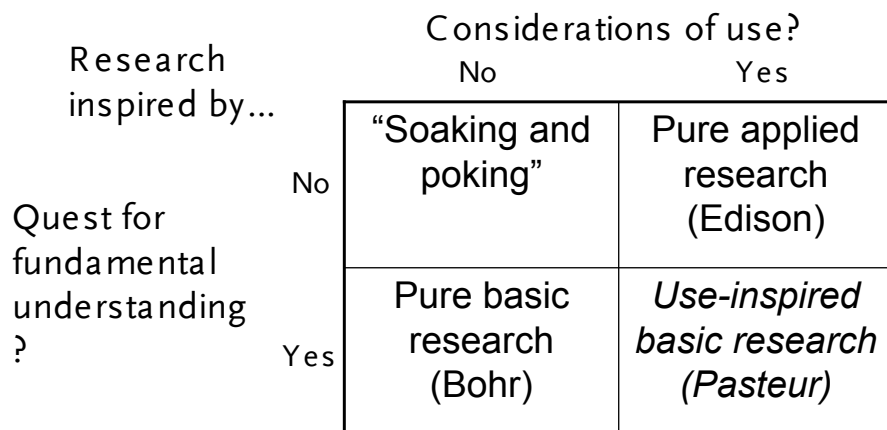 Considerations of use?
Research
inspired by...
No Yes
“Soaking and
poking”
Pure applied
research
(Edison)
No
Quest for
fundamental
understanding
?
Yes
Pure basic
research
(Bohr)
Use-inspired
basic research
(Pasteur)